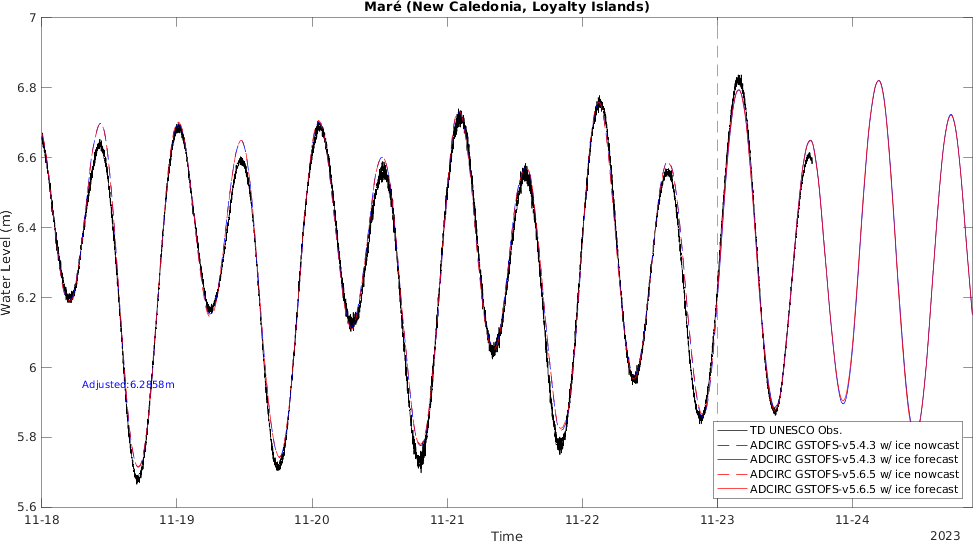 Maré (New Caledonia, Loyalty Islands)
7
6.8
6.6
6.4
6.2
6
5.8
5.6
Water Level (m)
Adjusted:6.2858m
TD UNESCO Obs.
ADCIRC GSTOFS-v5.4.3 w/ ice nowcast
ADCIRC GSTOFS-v5.4.3 w/ ice forecast
ADCIRC GSTOFS-v5.6.5 w/ ice nowcast
ADCIRC GSTOFS-v5.6.5 w/ ice forecast
11-18 11-19 11-20 11-21 11-22 11-23 11-24
Time
2023